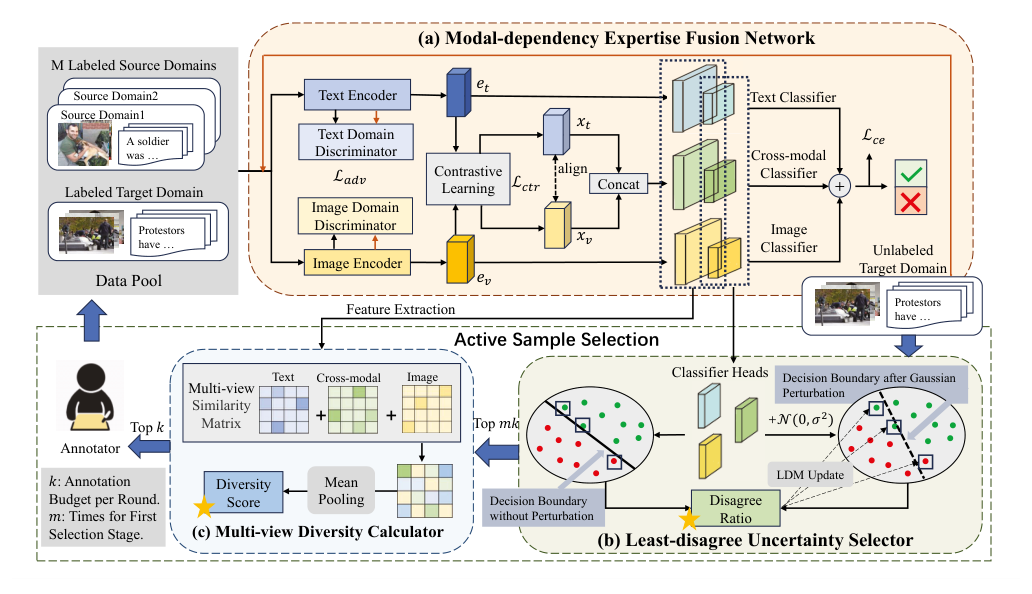 (a) Modal-dependency Expertise Fusion Network
M Labeled Source Domains
Source Domain2
Source Domain1
A soldier
was …
Labeled Target Domain
Protestors
have …
Data Pool
Text Encoder
Text Domain
Discriminator
ℒ𝑎𝑑𝑣
Image Domain
Discriminator
Image Encoder
𝑒𝑡
Contrastive
Learning
ℒ𝑐𝑡𝑟
𝑒𝑣
𝑥𝑡
align
𝑥𝑣
Concat
Text Classifier
Cross-modal
Classifier
Image
Classifier
+
ℒ𝑐𝑒
Unlabeled
Target Domain
Protestors
have …
Feature Extraction
Active Sample Selection
Annotator
Top 𝑘
𝑘: Annotation
Budget per Round.
𝑚: Times for First
Selection Stage.
Multi-view
Similarity
Matrix
Text
Cross-modal
Image
+
+
Mean
Pooling
Diversity
Score
(c) Multi-view Diversity Calculator
Top 𝑚𝑘
Classifier Heads
Decision Boundary after Gaussian
Perturbation
+𝒩(0, σ²)
LDM Update
Decision Boundary
without Perturbation
Disagree
Ratio
(b) Least-disagree Uncertainty Selector